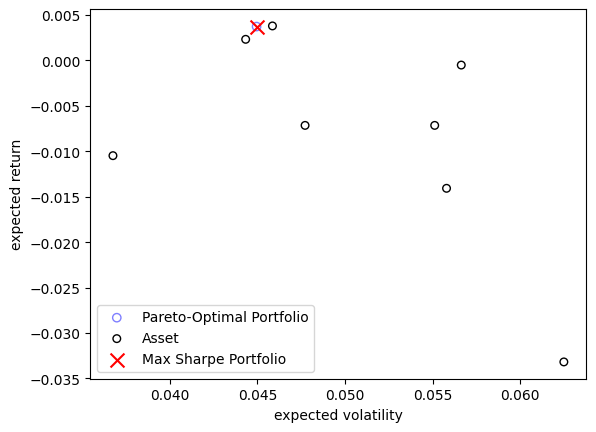 0.005
0.000
−0.005
−0.010
−0.015
−0.020
−0.025
−0.030
−0.035
expected return
Pareto-Optimal Portfolio
Asset
Max Sharpe Portfolio
0.040 0.045 0.050 0.055 0.060
expected volatility